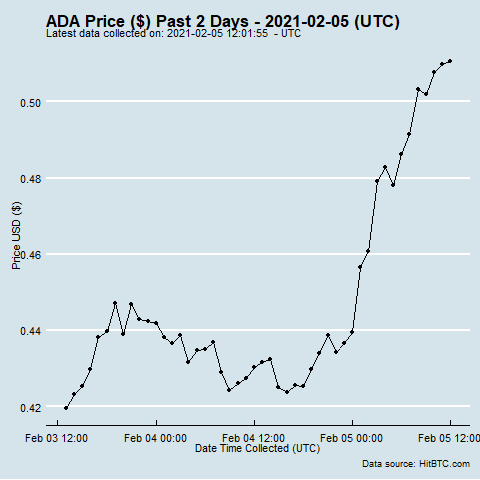 ADA Price ($) Past 2 Days - 2021-02-05 (UTC)
Latest data collected on: 2021-02-05 12:01:55  - UTC
0.50
0.48
0.46
0.44
0.42
Price USD ($)
Feb 03 12:00 Feb 04 00:00 Feb 04 12:00 Feb 05 00:00 Feb 05 12:00
Date Time Collected (UTC)
Data source: HitBTC.com